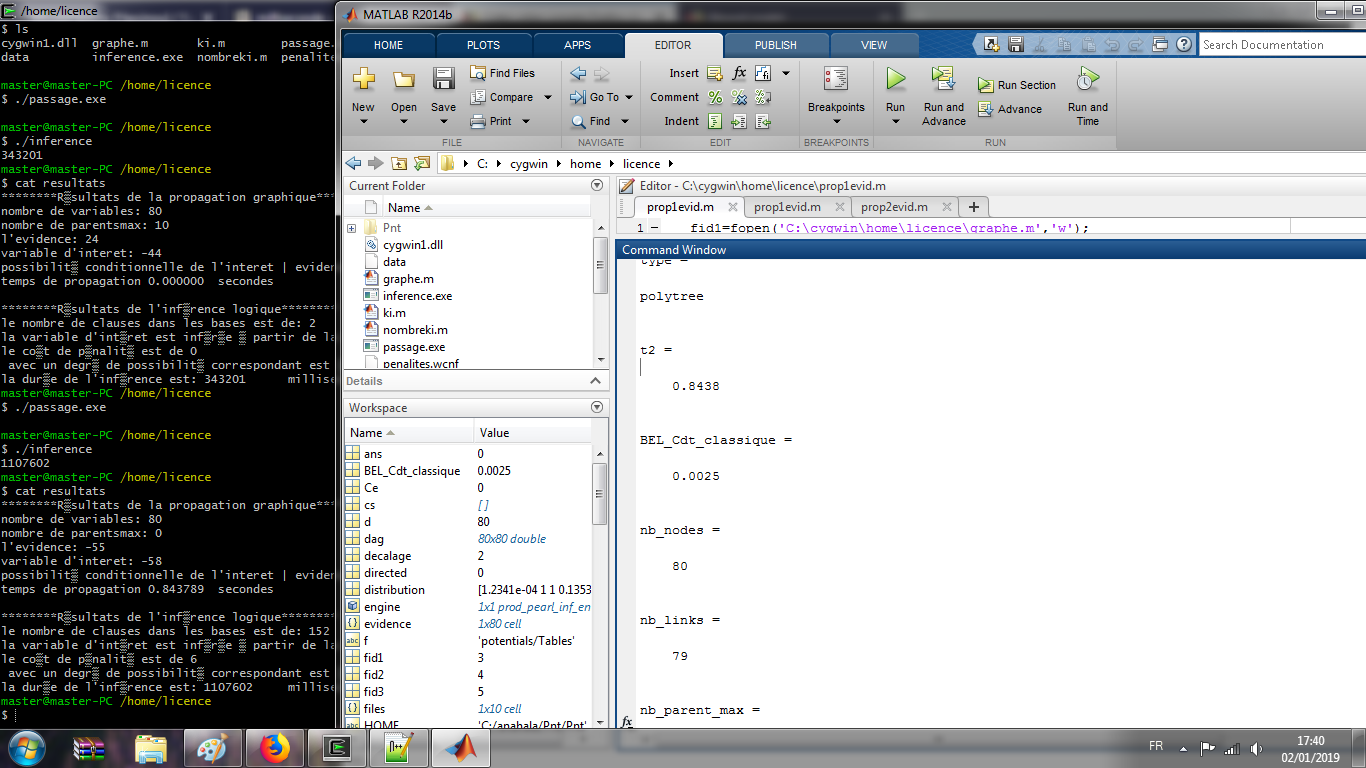 /home/licence
$ ls
cygwin1.dll graphe.m ki.m passage.
data inference.exe nombreki.m penalite
master@master-PC /home/licence
$ ./passage.exe
master@master-PC /home/licence
$ ./inference
343201
master@master-PC /home/licence
$ cat resultats
********R▒sultats de la propagation graphique***
nombre de variables: 80
nombre de parentsmax: 10
l'evidence: 24
variable d'interet: -44
possibilit▒ conditionnelle de l'interet | eviden
temps de propagation 0.000000 secondes
********R▒sultats de l'inf▒rence logique********
le nombre de clauses dans les bases est de: 2
la variable d'int▒ret est inf▒r▒e ▒ partir de la
le co▒t de p▒nalit▒ est de 0
avec un degr▒ de possibilit▒ correspondant est
la dur▒e de l'inf▒rence est: 343201 millise
master@master-PC /home/licence
$ ./passage.exe
master@master-PC /home/licence
$ ./inference
1107602
master@master-PC /home/licence
$ cat resultats
********R▒sultats de la propagation graphique***
nombre de variables: 80
nombre de parentsmax: 0
l'evidence: -55
variable d'interet: -58
possibilit▒ conditionnelle de l'interet | eviden
temps de propagation 0.843789 secondes
********R▒sultats de l'inf▒rence logique********
le nombre de clauses dans les bases est de: 152
la variable d'int▒ret est inf▒r▒e ▒ partir de la
le co▒t de p▒nalit▒ est de 6
avec un degr▒ de possibilit▒ correspondant est
la dur▒e de l'inf▒rence est: 1107602 millise
master@master-PC /home/licence
$
MATLAB R2014b
HOME PLOTS APPS EDITOR PUBLISH VIEW
Search Documentation
New Open Save
Find Files
Compare
Print
Go To
Find
Insert
Comment
Indent
Breakpoints
Run
Run and Advance
Run Section
Advance
Run and Time
FILE NAVIGATE EDIT BREAKPOINTS RUN
C: cygwin home licence
Current Folder
Name
Pnt
cygwin1.dll
data
graphe.m
inference.exe
ki.m
nombreki.m
passage.exe
penalites.wcnf
Details
Workspace
Name Value
ans 0
BEL_Cdt_classique 0.0025
Ce 0
cs []
d 80
dag 80x80 double
decalage 2
directed 0
distribution [1.2341e-04 1 1 0.1353
engine 1x1 prod_pearl_inf_en
evidence 1x80 cell
f 'potentials/Tables'
fid1 3
fid2 4
fid3 5
files 1x10 cell
HOME 'C:/anabala/Pnt/Pnt'
Editor - C:\cygwin\home\licence\prop1evid.m
prop1evid.m prop1evid.m prop2evid.m
1 fid1=fopen('C:\cygwin\home\licence\graphe.m','w');
Command Window
type =
polytree
t2 =
0.8438
BEL_Cdt_classique =
0.0025
nb_nodes =
80
nb_links =
79
nb_parent_max =
fx
FR
17:40
02/01/2019